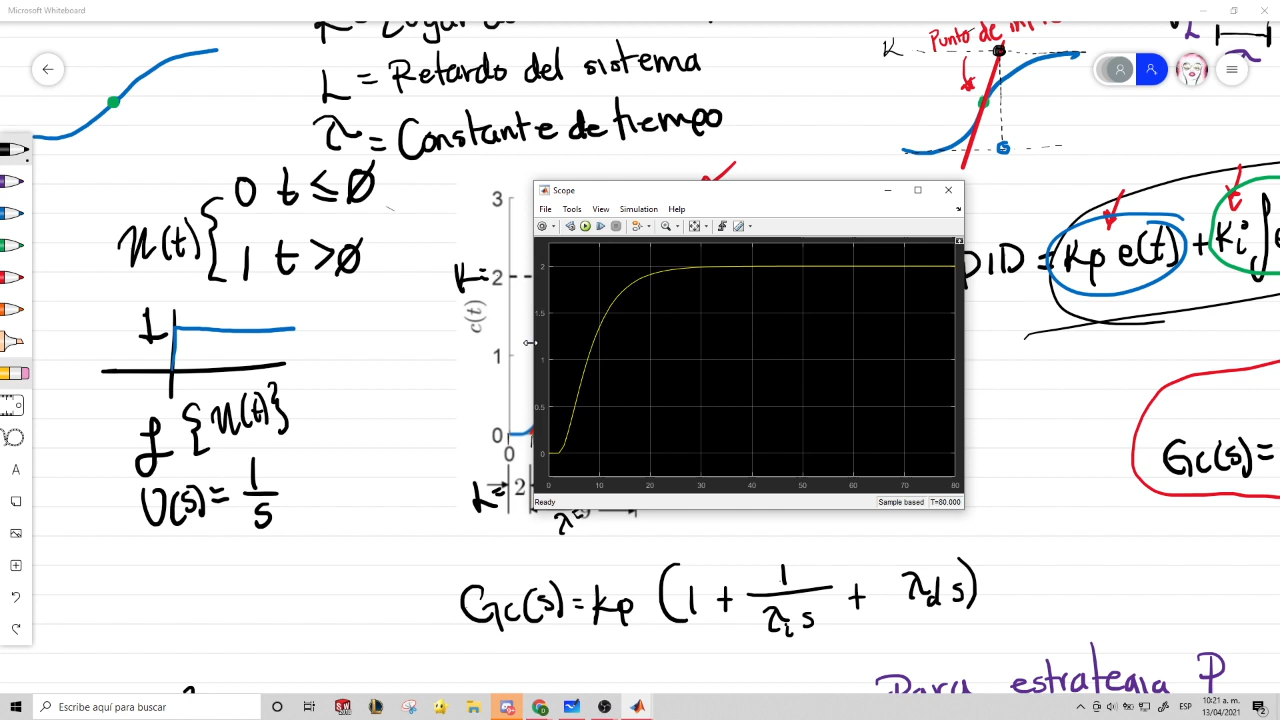 Microsoft Whiteboard
L = Retardo del sistema
τ = Constante de tiempo
K
Punto de
L
u(t) { 0 t ≤ 0
1 t > 0
1
ℒ {u(t)}
U(s) = 1/s
3
K= 2
c(t)
1
0
0
L= 2
Scope
File Tools View Simulation Help
2
1.5
1
0.5
0
0 10 20 30 40 50 60 70 80
Ready
Sample based T=80.000
PID = Kp e(t) + Ki ∫
Gc(s)=
Gc(s) = Kp (1 + 1/τi s + τd s)
Para estrategia P
Escribe aquí para buscar
ESP
10:21 a. m.
13/04/2021
2